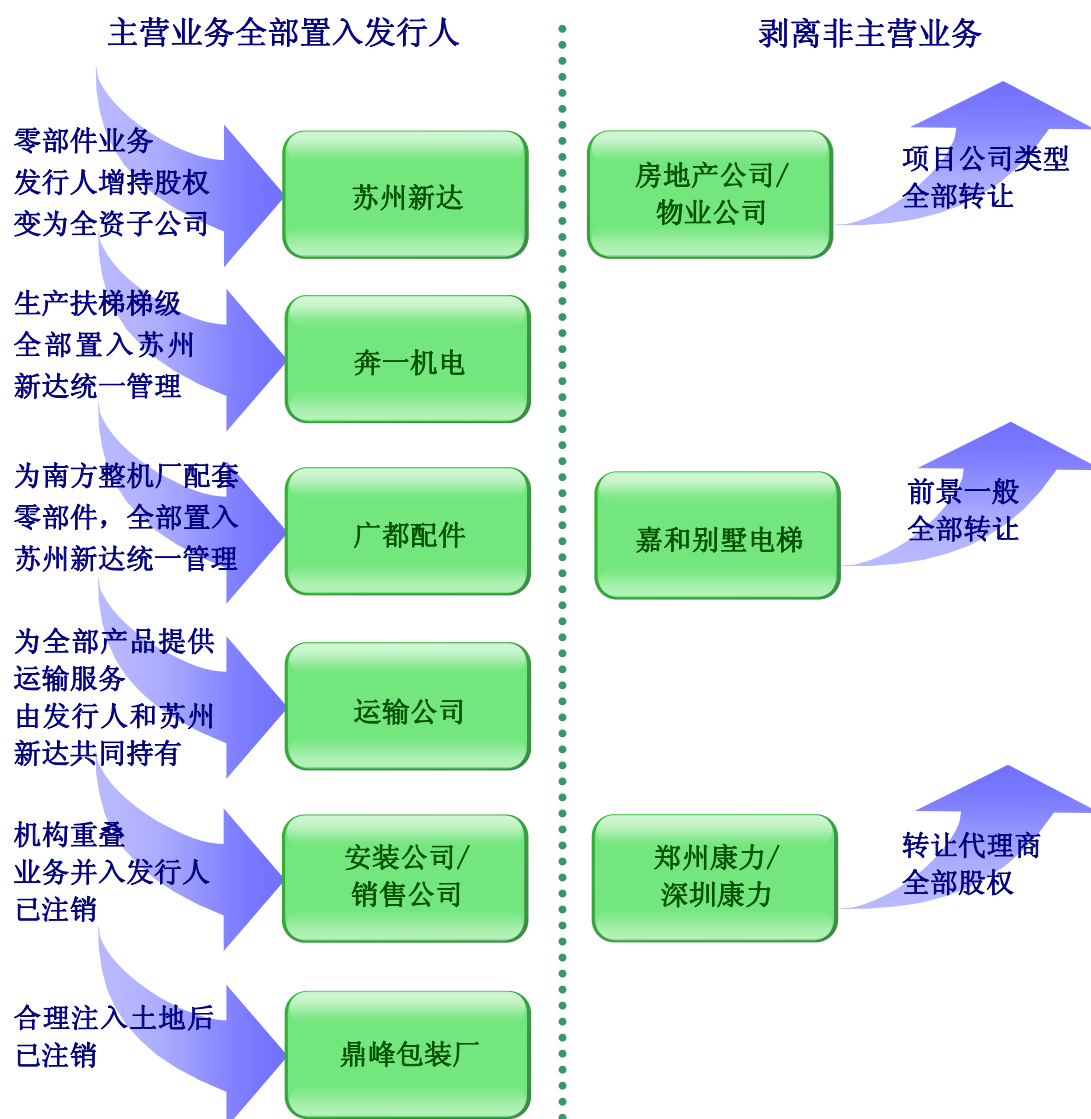 主营业务全部置入发行人
剥离非主营业务
零部件业务
发行人增持股权
变为全资子公司
苏州新达
房地产公司/
物业公司
项目公司类型
全部转让
生产扶梯梯级
全部置入苏州
新达统一管理
奔一机电
为南方整机厂配套
零部件，全部置入
苏州新达统一管理
广都配件
嘉和别墅电梯
前景一般
全部转让
为全部产品提供
运输服务
由发行人和苏州
新达共同持有
运输公司
机构重叠
业务并入发行人
已注销
安装公司/
销售公司
郑州康力/
深圳康力
转让代理商
全部股权
合理注入土地后
已注销
鼎峰包装厂